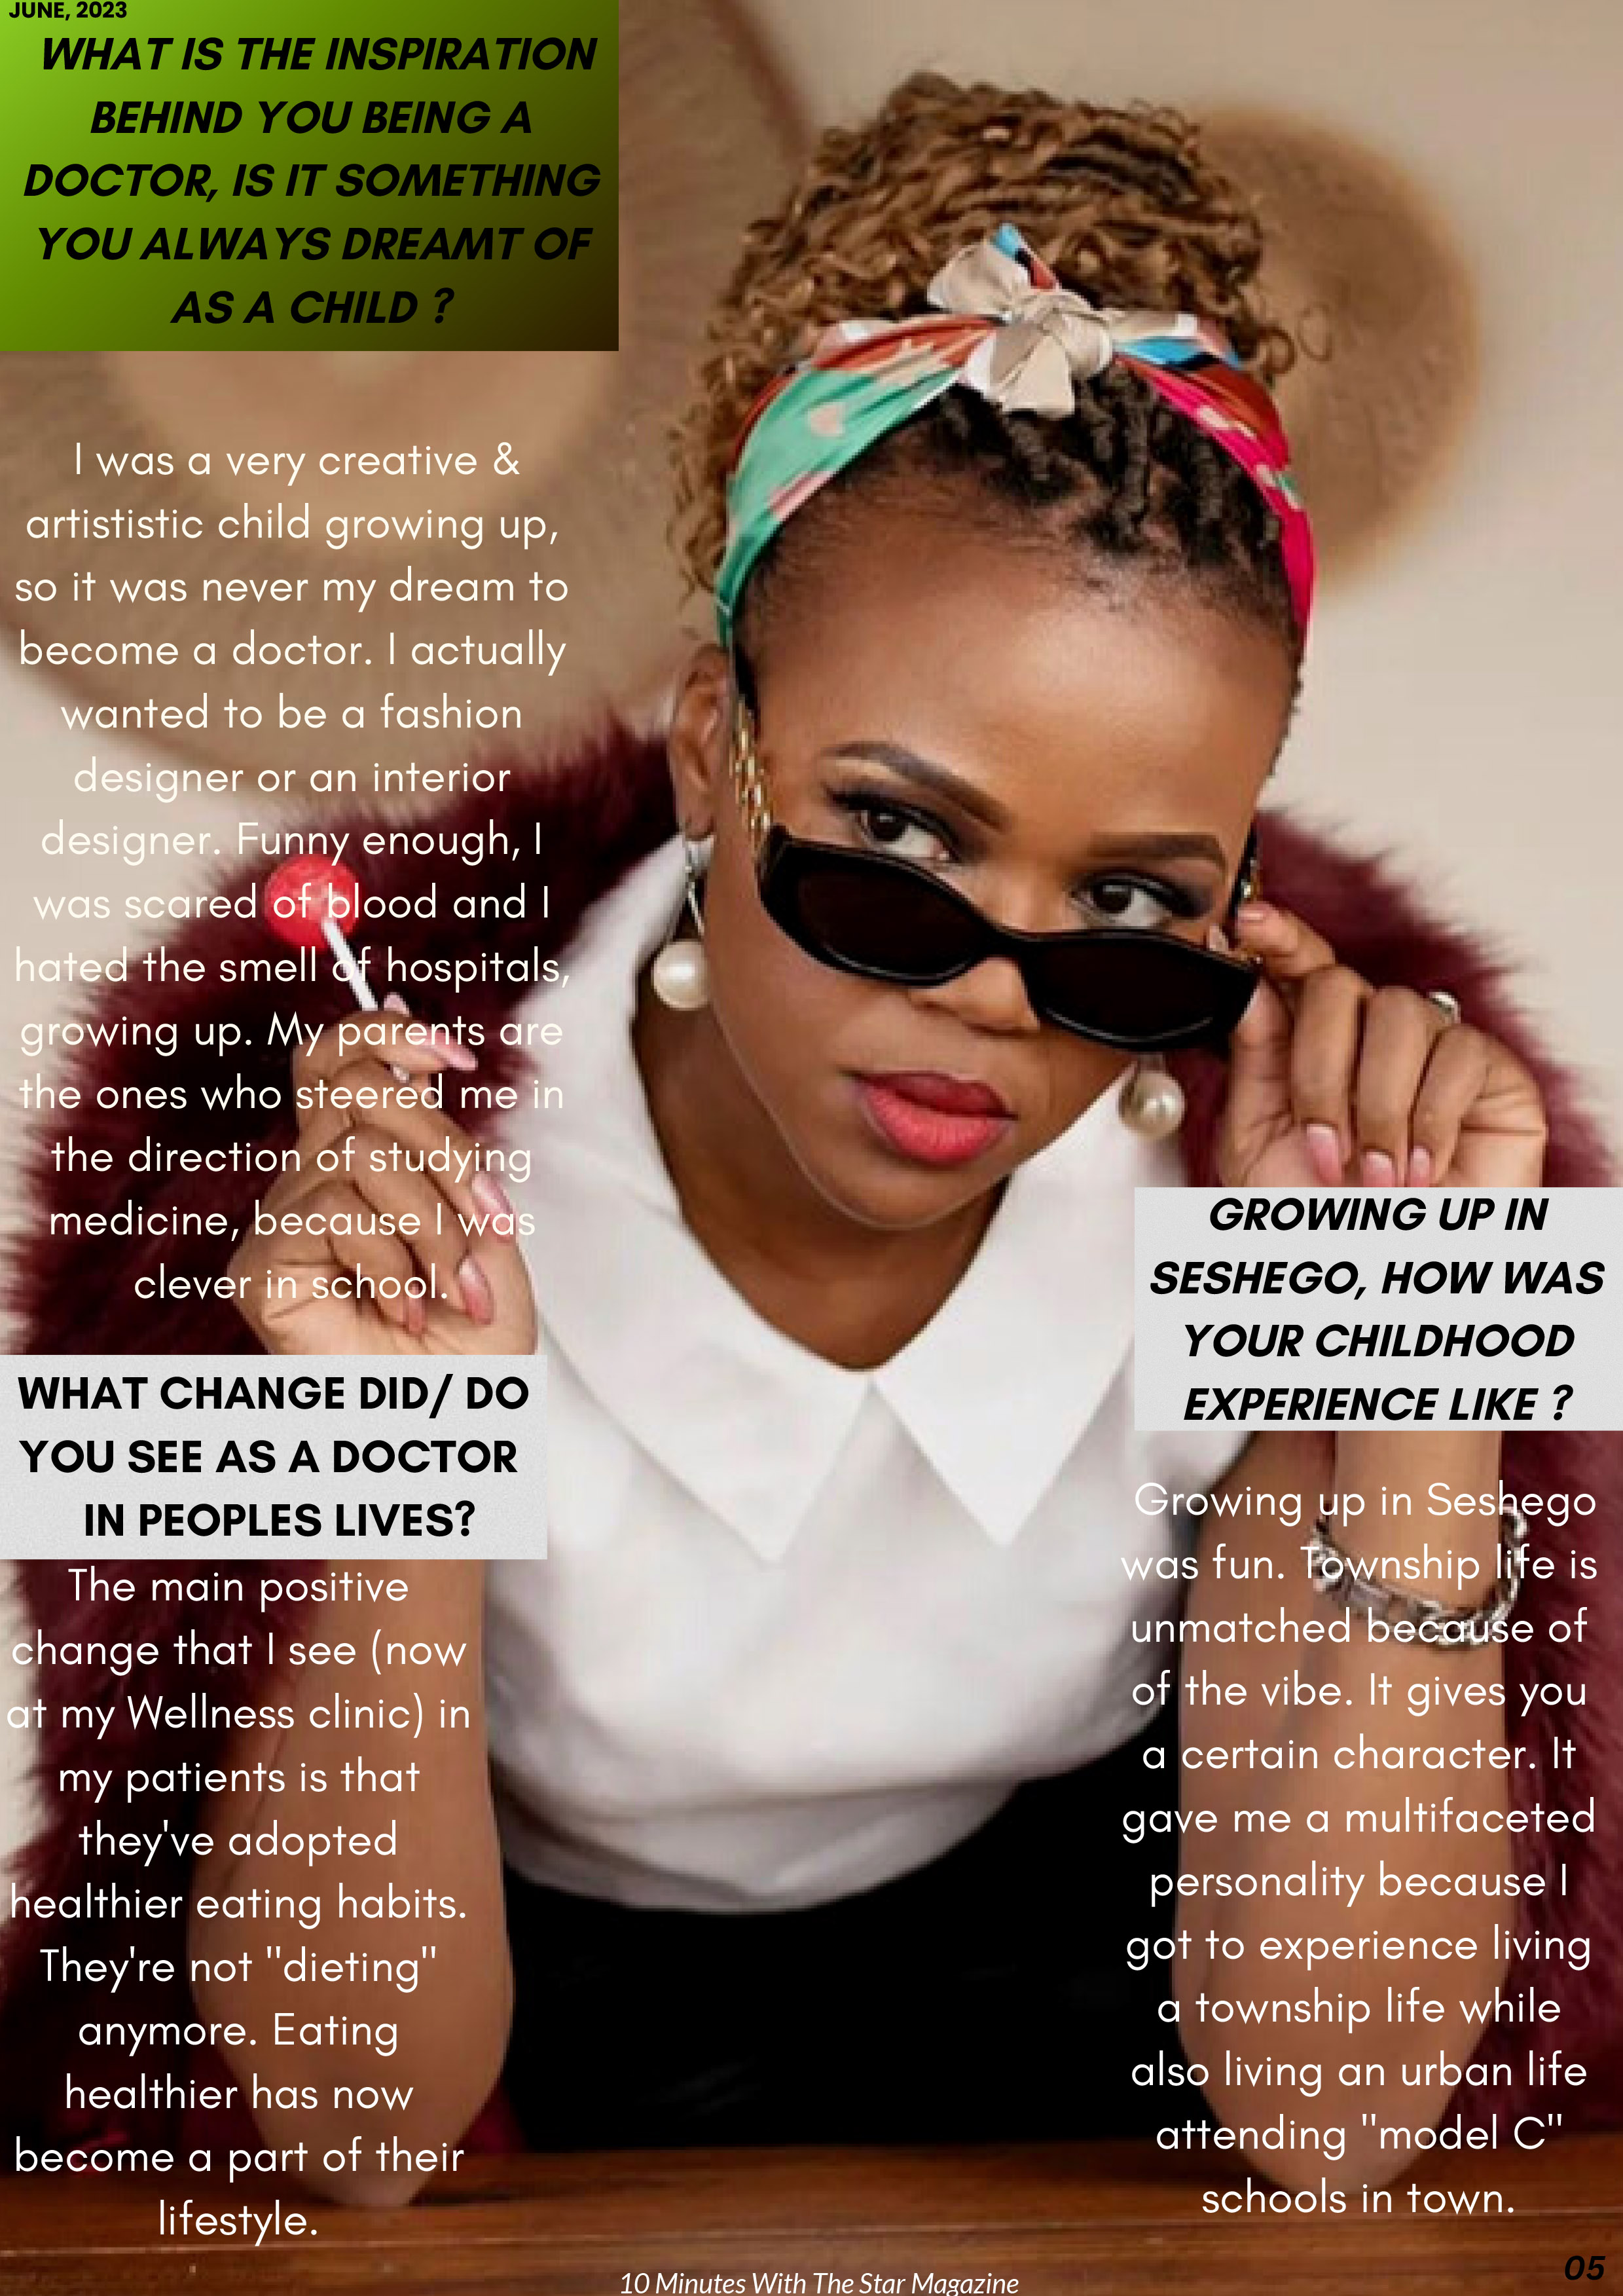 JUNE, 2023
WHAT IS THE INSPIRATION
BEHIND YOU BEING A
DOCTOR, IS IT SOMETHING
YOU ALWAYS DREAMT OF
AS A CHILD ?
I was a very creative &
artististic child growing up,
so it was never my dream to
become a doctor. I actually
wanted to be a fashion
designer or an interior
designer. Funny enough, I
was scared of blood and I
hated the smell of hospitals,
growing up. My parents are
the ones who steered me in
the direction of studying
medicine, because I was
clever in school.
WHAT CHANGE DID/ DO
YOU SEE AS A DOCTOR
IN PEOPLES LIVES?
The main positive
change that I see (now
at my Wellness clinic) in
my patients is that
they've adopted
healthier eating habits.
They're not "dieting"
anymore. Eating
healthier has now
become a part of their
lifestyle.
GROWING UP IN
SESHEGO, HOW WAS
YOUR CHILDHOOD
EXPERIENCE LIKE ?
Growing up in Seshego
was fun. Township life is
unmatched because of
of the vibe. It gives you
a certain character. It
gave me a multifaceted
personality because I
got to experience living
a township life while
also living an urban life
attending "model C"
schools in town.
10 Minutes With The Star Magazine
05